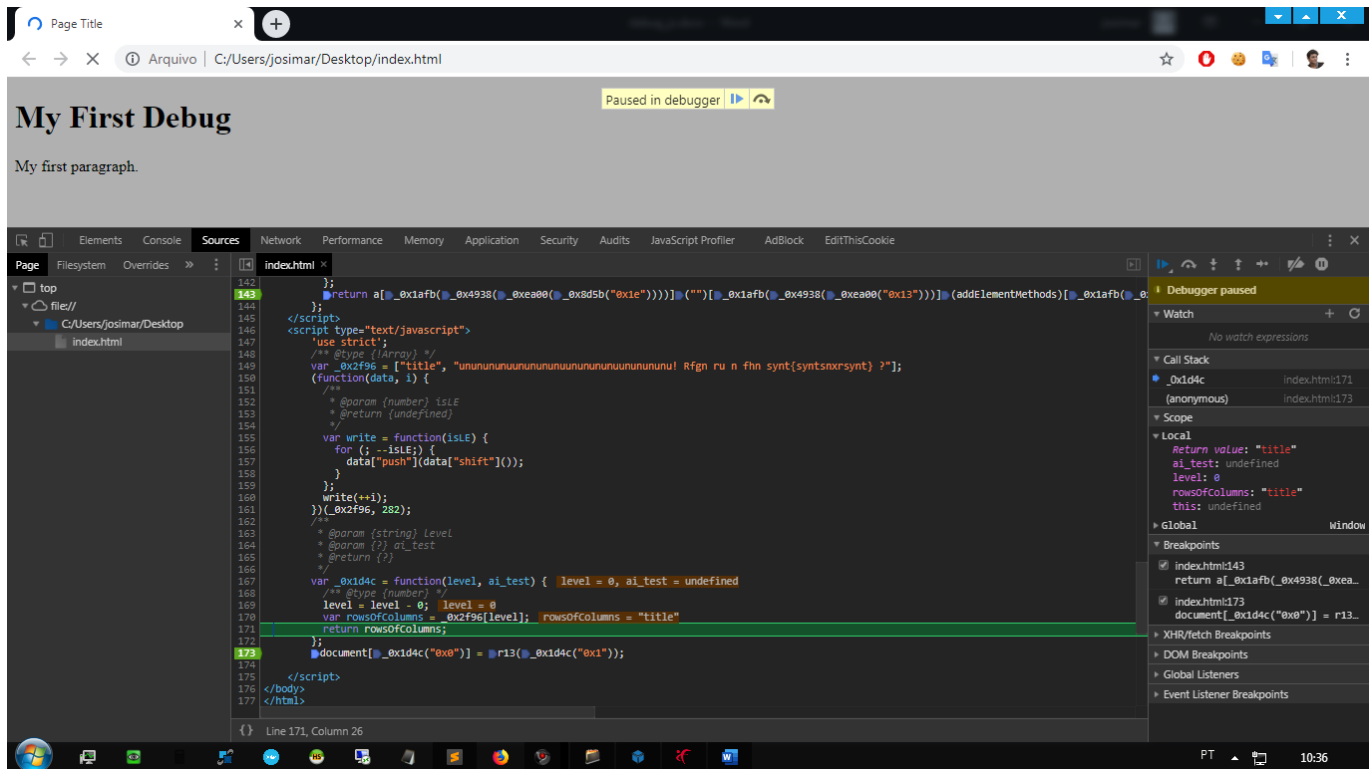 Page Title
Arquivo C:/Users/josimar/Desktop/index.html
Paused in debugger
My First Debug
My first paragraph.
Elements Console Sources Network Performance Memory Application Security Audits JavaScript Profiler AdBlock EditThisCookie
Page Filesystem Overrides »
index.html ×
top
file://
C:/Users/josimar/Desktop
index.html
142 };
143 return a[_0x1afb(_0x4938(_0xea00(_0x8d5b("0x1e"))))]("")[_0x1afb(_0x4938(_0xea00("0x13")))](addElementMethods)[_0x1afb(_0
144 };
145 </script>
146 <script type="text/javascript">
147 'use strict';
148 /** @type {!Array} */
149 var _0x2f96 = ["title", "unununuuunununuuunununuuunununu! Rfgn ru n fhn synt{syntsnxrsynt} ?"];
150 (function(data, i) {
151 /**
152 * @param {number} isLE
153 * @return {undefined}
154 */
155 var write = function(isLE) {
156 for (; --isLE;) {
157 data["push"](data["shift"]());
158 }
159 };
160 write(++i);
161 })(_0x2f96, 282);
162 /**
163 * @param {string} level
164 * @param {?} ai_test
165 * @return {?}
166 */
167 var _0x1d4c = function(level, ai_test) { level = 0, ai_test = undefined
168 /** @type {number} */
169 level = level - 0; level = 0
170 var rowsOfColumns = _0x2f96[level]; rowsOfColumns = "title"
171 return rowsOfColumns;
172 };
173 document[_0x1d4c("0x0")] = r13(_0x1d4c("0x1"));
174
175 </script>
176 </body>
177 </html>
{} Line 171, Column 26
Debugger paused
Watch
No watch expressions
Call Stack
_0x1d4c index.html:171
(anonymous) index.html:173
Scope
Local
Return value: "title"
ai_test: undefined
level: 0
rowsOfColumns: "title"
this: undefined
Global Window
Breakpoints
index.html:143
return a[_0x1afb(_0x4938(_0xea…
index.html:173
document[_0x1d4c("0x0")] = r13…
XHR/fetch Breakpoints
DOM Breakpoints
Global Listeners
Event Listener Breakpoints
PT 10:36